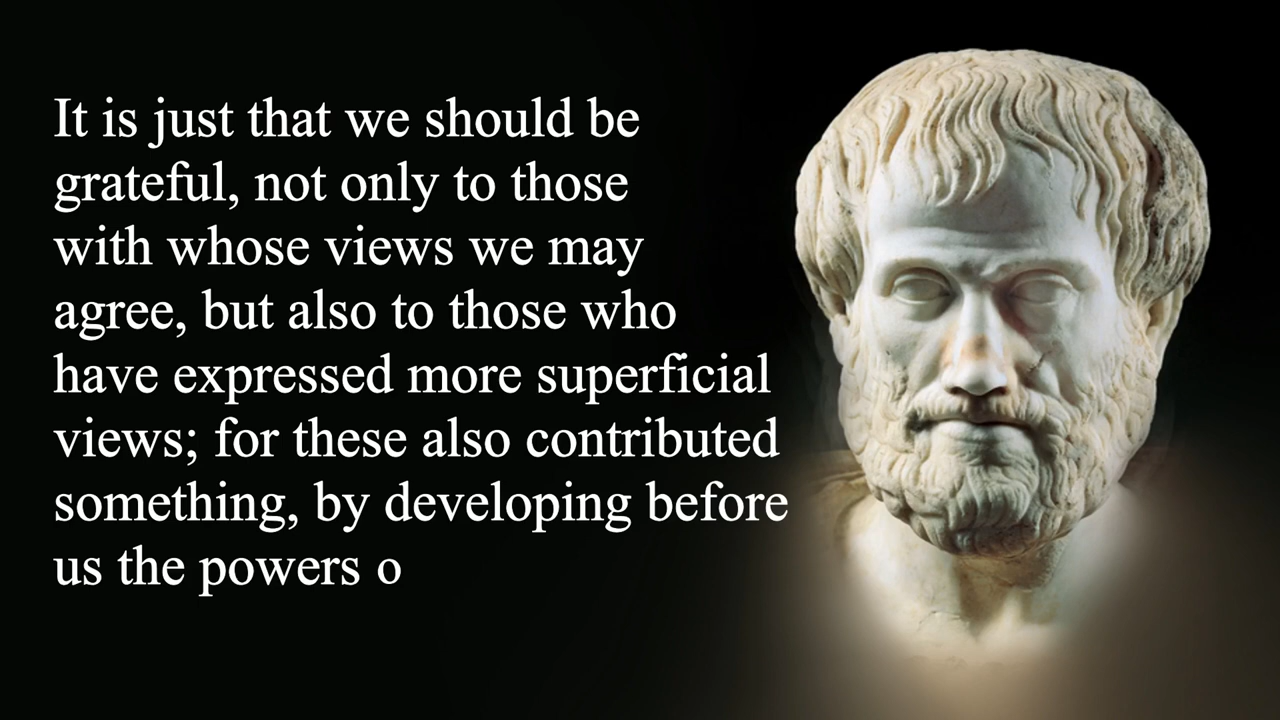 It is just that we should be
grateful, not only to those
with whose views we may
agree, but also to those who
have expressed more superficial
views; for these also contributed
something, by developing before
us the powers o